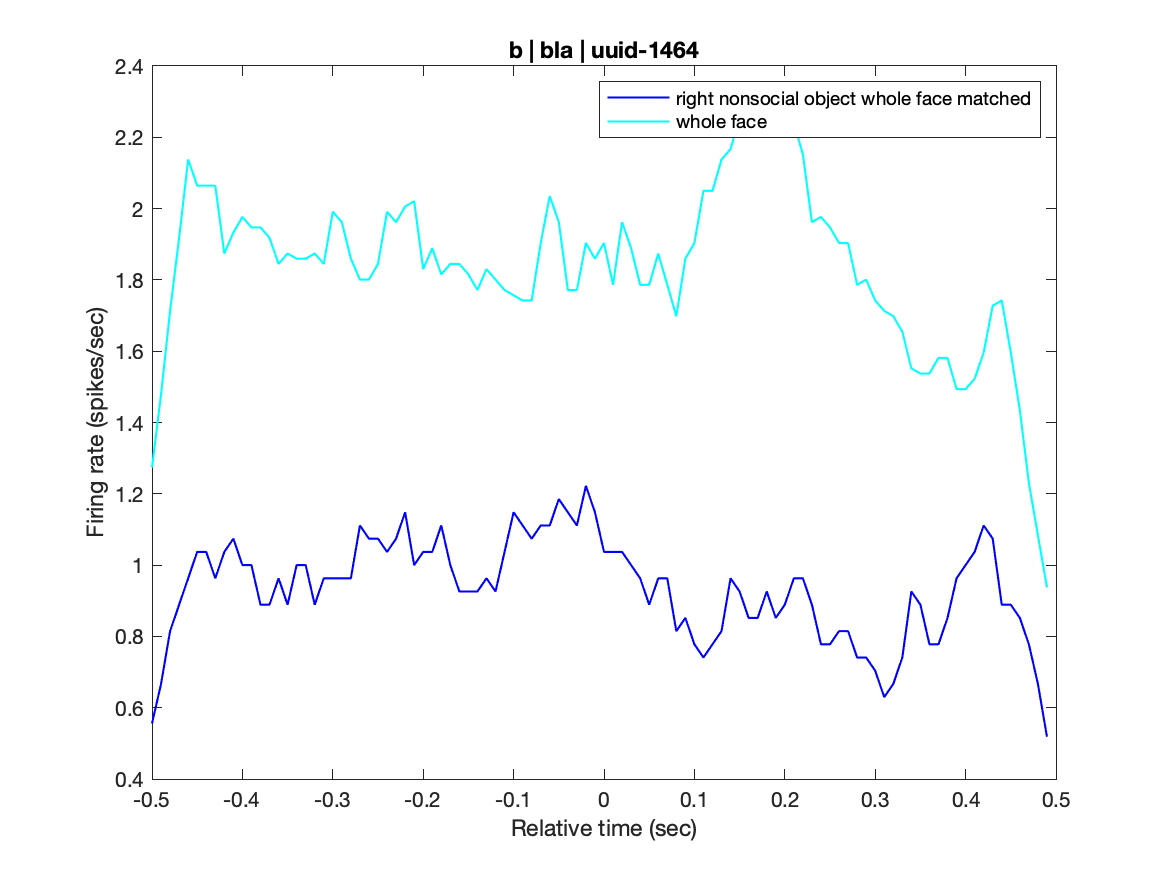 b | bla | uuid-1464
2.4
2.2
2
1.8
1.6
1.4
1.2
1
0.8
0.6
0.4
Firing rate (spikes/sec)
right nonsocial object whole face matched
whole face
-0.5 -0.4 -0.3 -0.2 -0.1 0 0.1 0.2 0.3 0.4 0.5
Relative time (sec)